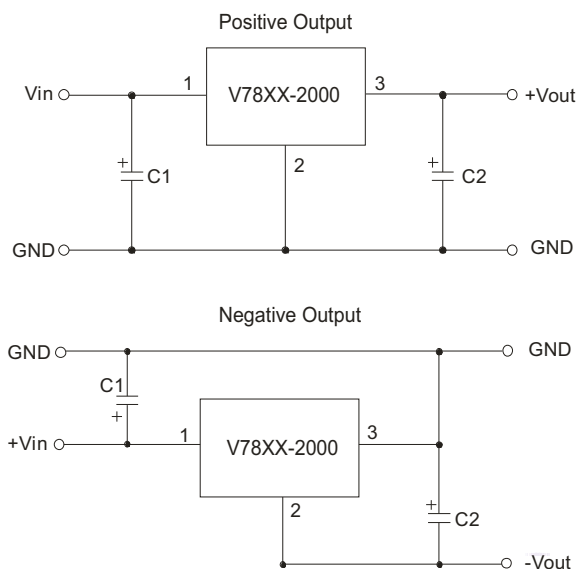 Positive Output
Vin
1
V78XX-2000
3
+Vout
2
+
C1
+
C2
GND
GND
Negative Output
GND
GND
C1
+
+Vin
1
V78XX-2000
3
2
+
C2
-Vout